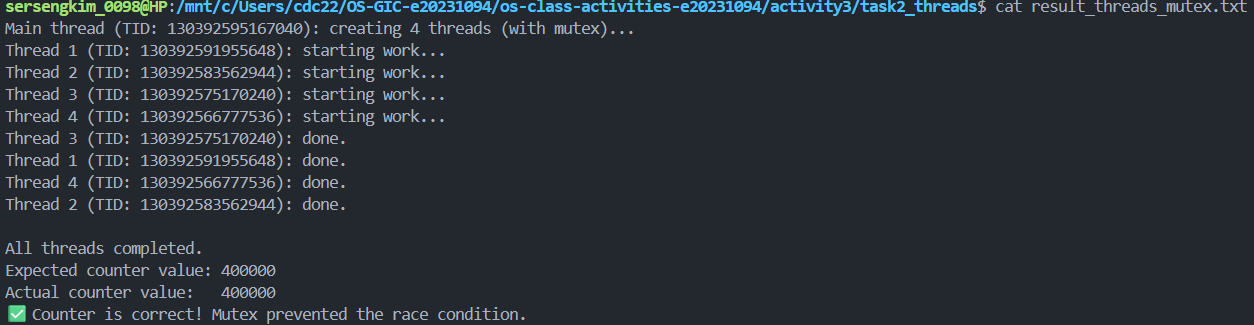 sersengkim_0098@HP:/mnt/c/Users/cdc22/OS-GIC-e20231094/os-class-activities-e20231094/activity3/task2_threads$ cat result_threads_mutex.txt
Main thread (TID: 130392595167040): creating 4 threads (with mutex)...
Thread 1 (TID: 130392591955648): starting work...
Thread 2 (TID: 130392583562944): starting work...
Thread 3 (TID: 130392575170240): starting work...
Thread 4 (TID: 130392566777536): starting work...
Thread 3 (TID: 130392575170240): done.
Thread 1 (TID: 130392591955648): done.
Thread 4 (TID: 130392566777536): done.
Thread 2 (TID: 130392583562944): done.

All threads completed.
Expected counter value: 400000
Actual counter value:   400000
✅ Counter is correct! Mutex prevented the race condition.